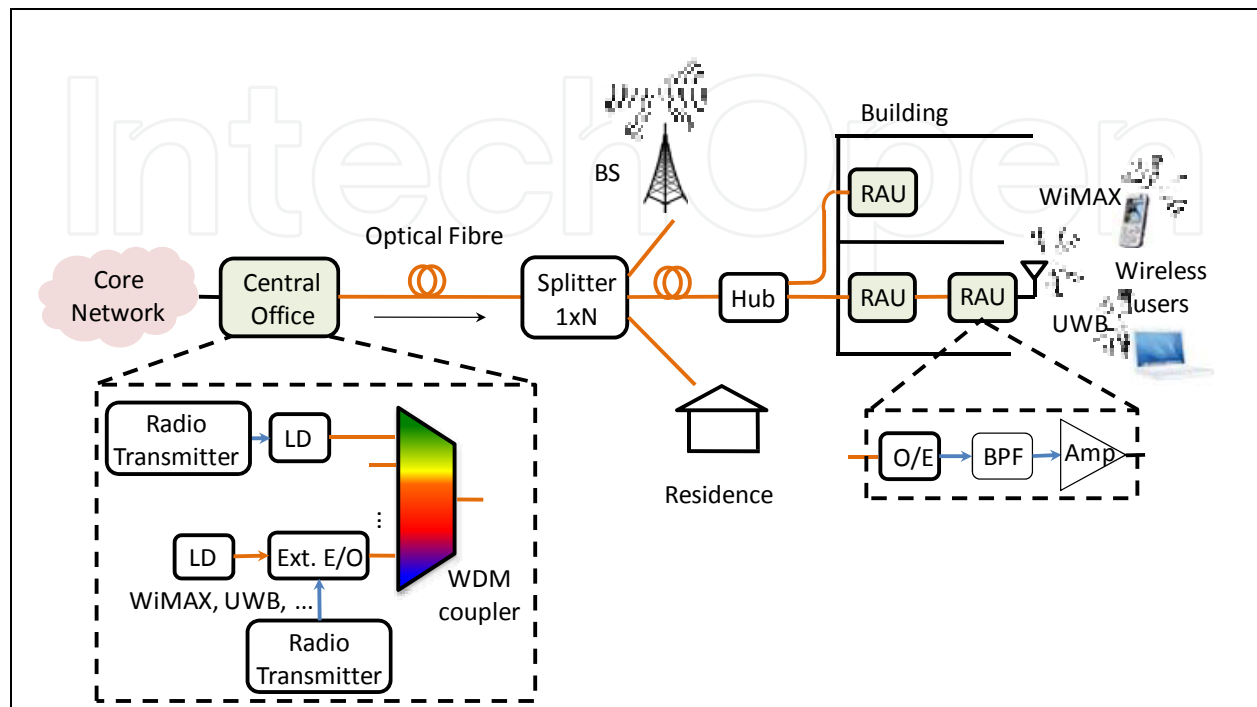 IntechOpen
Building
BS
RAU
WiMAX
Optical Fibre
Core
Network
Central
Office
Splitter
1xN
Hub
RAU
RAU
Wireless
users
UWB
Radio
Transmitter
LD
O/E
BPF
Amp
Residence
...
LD
Ext. E/O
WDM
coupler
WiMAX, UWB, ...
Radio
Transmitter